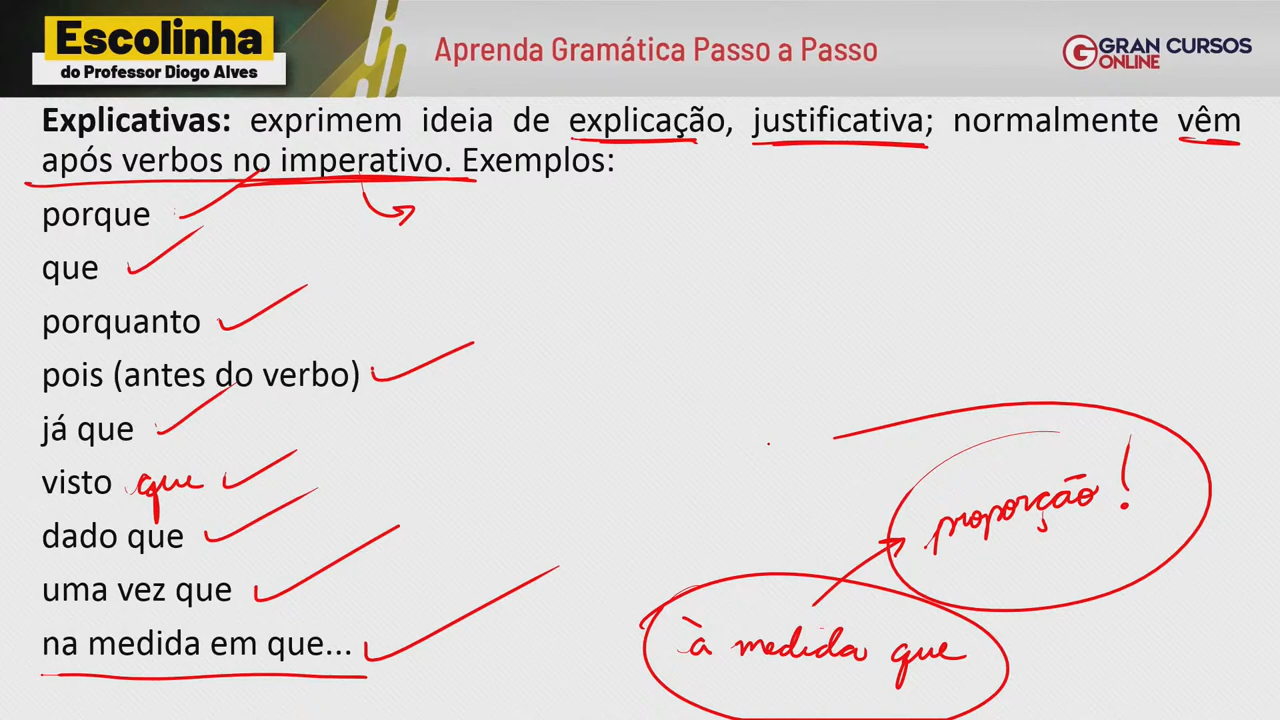 Escolinha
do Professor Diogo Alves
Aprenda Gramática Passo a Passo
GRAN CURSOS
ONLINE
Explicativas: exprimem ideia de explicação, justificativa; normalmente vêm
após verbos no imperativo. Exemplos:
porque
que
porquanto
pois (antes do verbo)
já que
visto que
dado que
uma vez que
na medida em que...
proporção!
à medida que